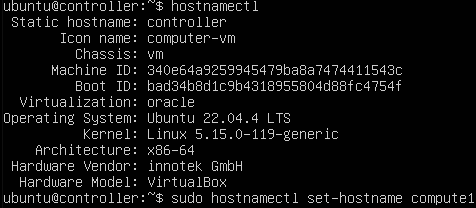 ubuntu@controller:~$ hostnamectl
Static hostname: controller
Icon name: computer-vm
Chassis: vm
Machine ID: 340e64a9259945479ba8a7474411543c
Boot ID: bad34b8d1c9b4318955804d88fc4754f
Virtualization: oracle
Operating System: Ubuntu 22.04.4 LTS
Kernel: Linux 5.15.0-119-generic
Architecture: x86-64
Hardware Vendor: innotek GmbH
Hardware Model: VirtualBox
ubuntu@controller:~$ sudo hostnamectl set-hostname compute1